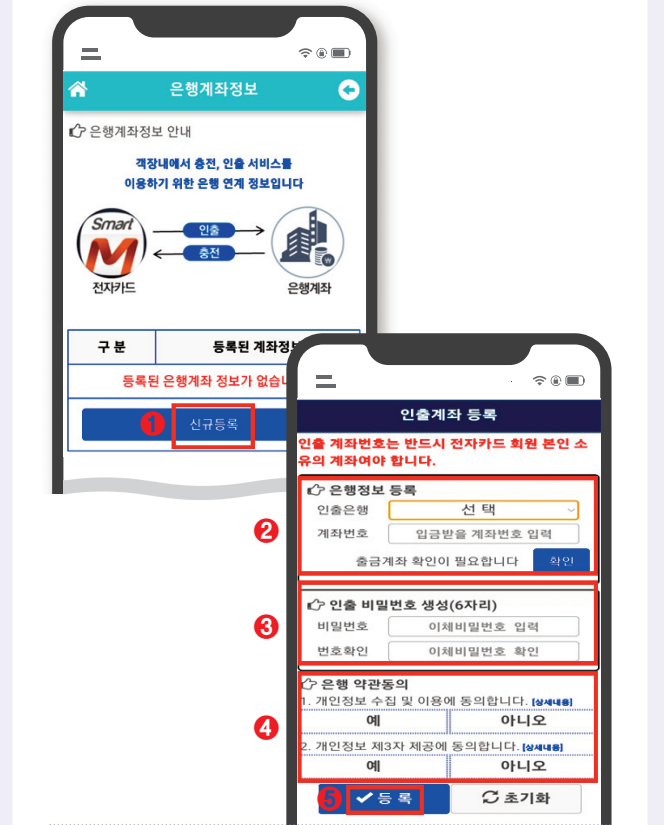 은행계좌정보
은행계좌정보 안내
객장내에서 충전, 인출 서비스를
이용하기 위한 은행 연계 정보입니다
Smart
M
인출
충전
전자카드
은행계좌
구 분
등록된 계좌정
등록된 은행계좌 정보가 없습
1 신규등록
인출계좌 등록
인출 계좌번호는 반드시 전자카드 회원 본인 소
유의 계좌여야 합니다.
2
은행정보 등록
인출은행 선 택
계좌번호 입금받을 계좌번호 입력
출금계좌 확인이 필요합니다 확인
3
인출 비밀번호 생성(6자리)
비밀번호 이체비밀번호 입력
번호확인 이체비밀번호 확인
4
은행 약관동의
1. 개인정보 수집 및 이용에 동의합니다. [상세내용]
예 아니오
2. 개인정보 제3자 제공에 동의합니다. [상세내용]
예 아니오
5 등 록 초기화